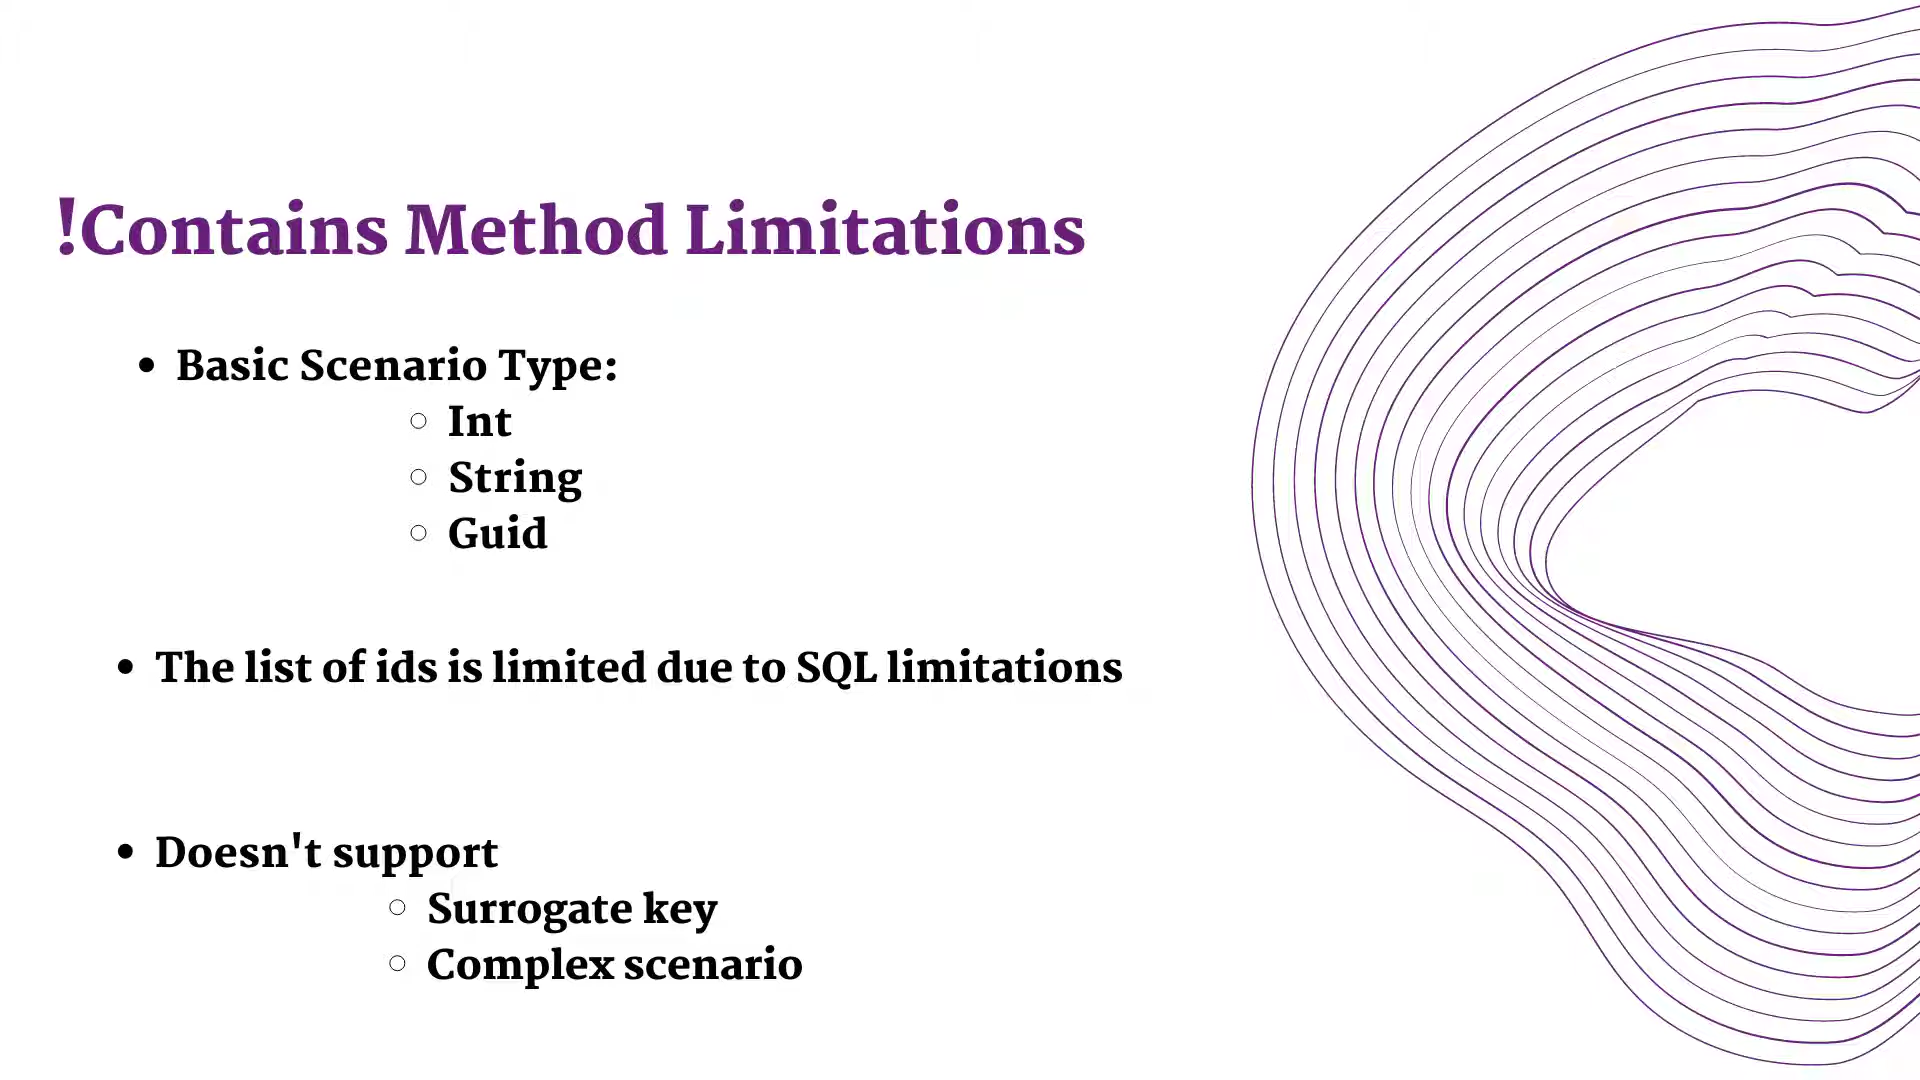 !Contains Method Limitations
• Basic Scenario Type:
○ Int
○ String
○ Guid
• The list of ids is limited due to SQL limitations
• Doesn't support
○ Surrogate key
○ Complex scenario